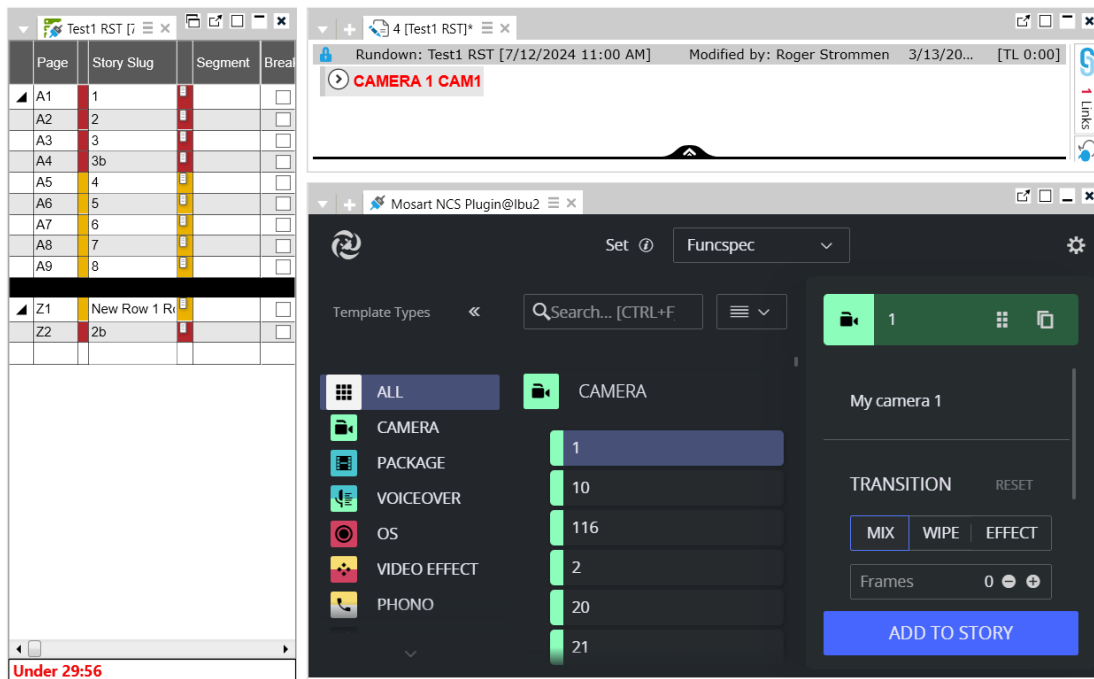 Test1 RST [7
Page Story Slug Segment Break
A1 1
A2 2
A3 3
A4 3b
A5 4
A6 5
A7 6
A8 7
A9 8
Z1 New Row 1 R
Z2 2b
Under 29:56
4 [Test1 RST]*
Rundown: Test1 RST [7/12/2024 11:00 AM] Modified by: Roger Strommen 3/13/20... [TL 0:00]
CAMERA 1 CAM1
1 Links
Mosart NCS Plugin@Ibu2
Set Funcspec
Template Types
Search... [CTRL+F
ALL
CAMERA
PACKAGE
VOICEOVER
OS
VIDEO EFFECT
PHONO
CAMERA
1
10
116
2
20
21
1
My camera 1
TRANSITION RESET
MIX WIPE EFFECT
Frames 0
ADD TO STORY